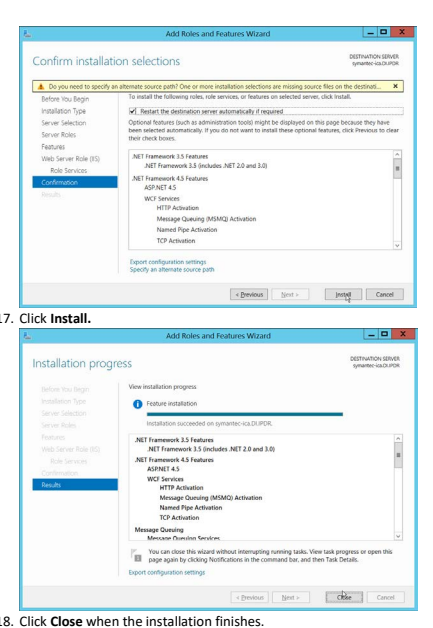 Add Roles and Features Wizard
Confirm installation selections
DESTINATION SERVER
symantec-ica.DLIPDR.
Do you need to specify an alternate source path? One or more installation selections are missing source files on the destinati...
Before You Begin
Installation Type
Server Selection
Server Roles
Features
Web Server Role (IIS)
Role Services
Confirmation
Results
To install the following roles, role services, or features on selected server, click Install.
Restart the destination server automatically if required
Optional features (such as administration tools) might be displayed on this page because they have
been selected automatically. If you do not want to install these optional features, click Previous to clear
their check boxes.
.NET Framework 3.5 Features
.NET Framework 3.5 (includes .NET 2.0 and 3.0)
.NET Framework 4.5 Features
ASP.NET 4.5
WCF Services
HTTP Activation
Message Queuing (MSMQ) Activation
Named Pipe Activation
TCP Activation
Export configuration settings
Specify an alternate source path
< Previous
Next >
Install
Cancel
17. Click Install.
Add Roles and Features Wizard
Installation progress
DESTINATION SERVER
symantec-ica.DLIPDR.
Before You Begin
Installation Type
Server Selection
Server Roles
Features
Web Server Role (IIS)
Role Services
Confirmation
Results
View installation progress
Feature installation
Installation succeeded on symantec-ica.DLIPDR.
.NET Framework 3.5 Features
.NET Framework 3.5 (includes .NET 2.0 and 3.0)
.NET Framework 4.5 Features
ASP.NET 4.5
WCF Services
HTTP Activation
Message Queuing (MSMQ) Activation
Named Pipe Activation
TCP Activation
Message Queuing
Message Queuing Services
You can close this wizard without interrupting running tasks. View task progress or open this
page again by clicking Notifications in the command bar, and then Task Details.
Export configuration settings
< Previous
Next >
Close
Cancel
18. Click Close when the installation finishes.